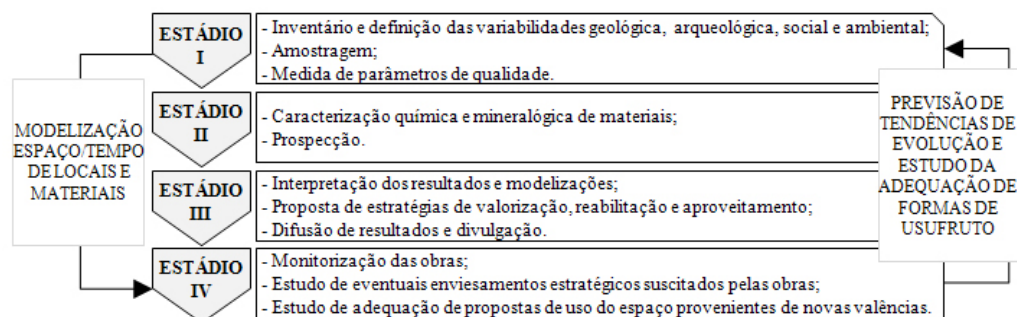 ESTÁDIO
I
- Inventário e definição das variabilidades geológica, arqueológica, social e ambiental;
- Amostragem;
- Medida de parâmetros de qualidade.
MODELIZAÇÃO
ESPAÇO/TEMPO
DE LOCAIS E
MATERIAIS
ESTÁDIO
II
- Caracterização química e mineralógica de materiais;
- Prospecção.
PREVISÃO DE
TENDÊNCIAS DE
EVOLUÇÃO E
ESTUDO DA
ADEQUAÇÃO DE
FORMAS DE
USUFRUTO
ESTÁDIO
III
- Interpretação dos resultados e modelizações;
- Proposta de estratégias de valorização, reabilitação e aproveitamento;
- Difusão de resultados e divulgação.
ESTÁDIO
IV
- Monitorização das obras;
- Estudo de eventuais enviesamentos estratégicos suscitados pelas obras;
- Estudo de adequação de propostas de uso do espaço provenientes de novas valências.